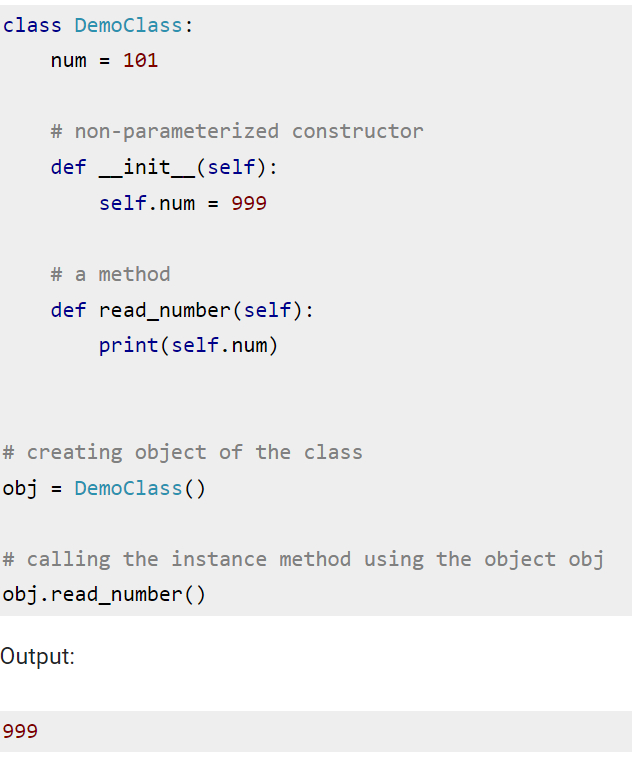 class DemoClass:
    num = 101
    # non-parameterized constructor
    def __init__(self):
        self.num = 999
    # a method
    def read_number(self):
        print(self.num)
# creating object of the class
obj = DemoClass()
# calling the instance method using the object obj
obj.read_number()
Output:
999